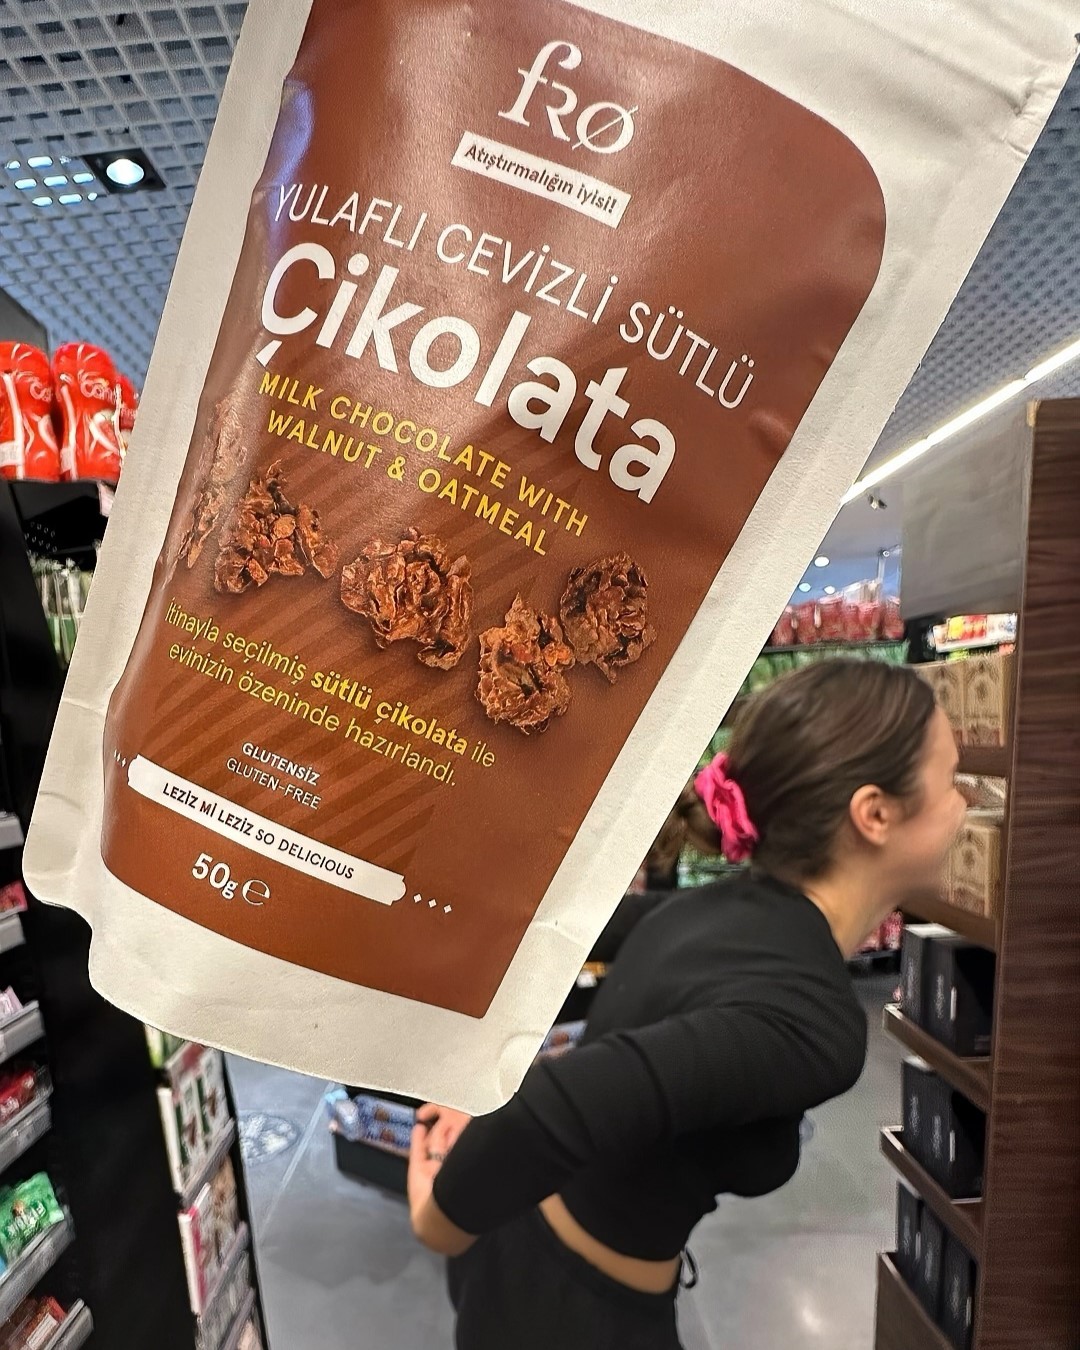 frø
Atıştırmalığın iyisi!
YULAFLI CEVİZLİ SÜTLÜ
Çikolata
MILK CHOCOLATE WITH
WALNUT & OATMEAL
İtinayla seçilmiş sütlü çikolata ile
evinizin özeninde hazırlandı.
GLUTENSİZ
GLUTEN-FREE
LEZİZ Mİ LEZİZ SO DELICIOUS
50g ℮